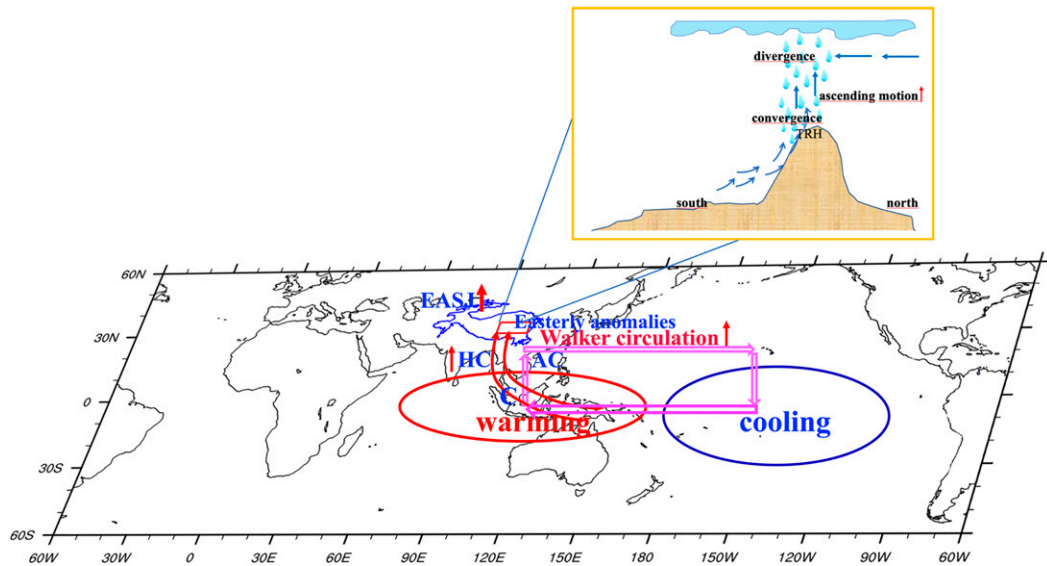 divergence
ascending motion↑
convergence
TRH
south
north
60N
30N
0
30S
60S
EASJ
Easterly anomalies
Walker circulation
HC
AC
C
warming
cooling
60W 30W 0 30E 60E 90E 120E 150E 180 150W 120W 90W 60W